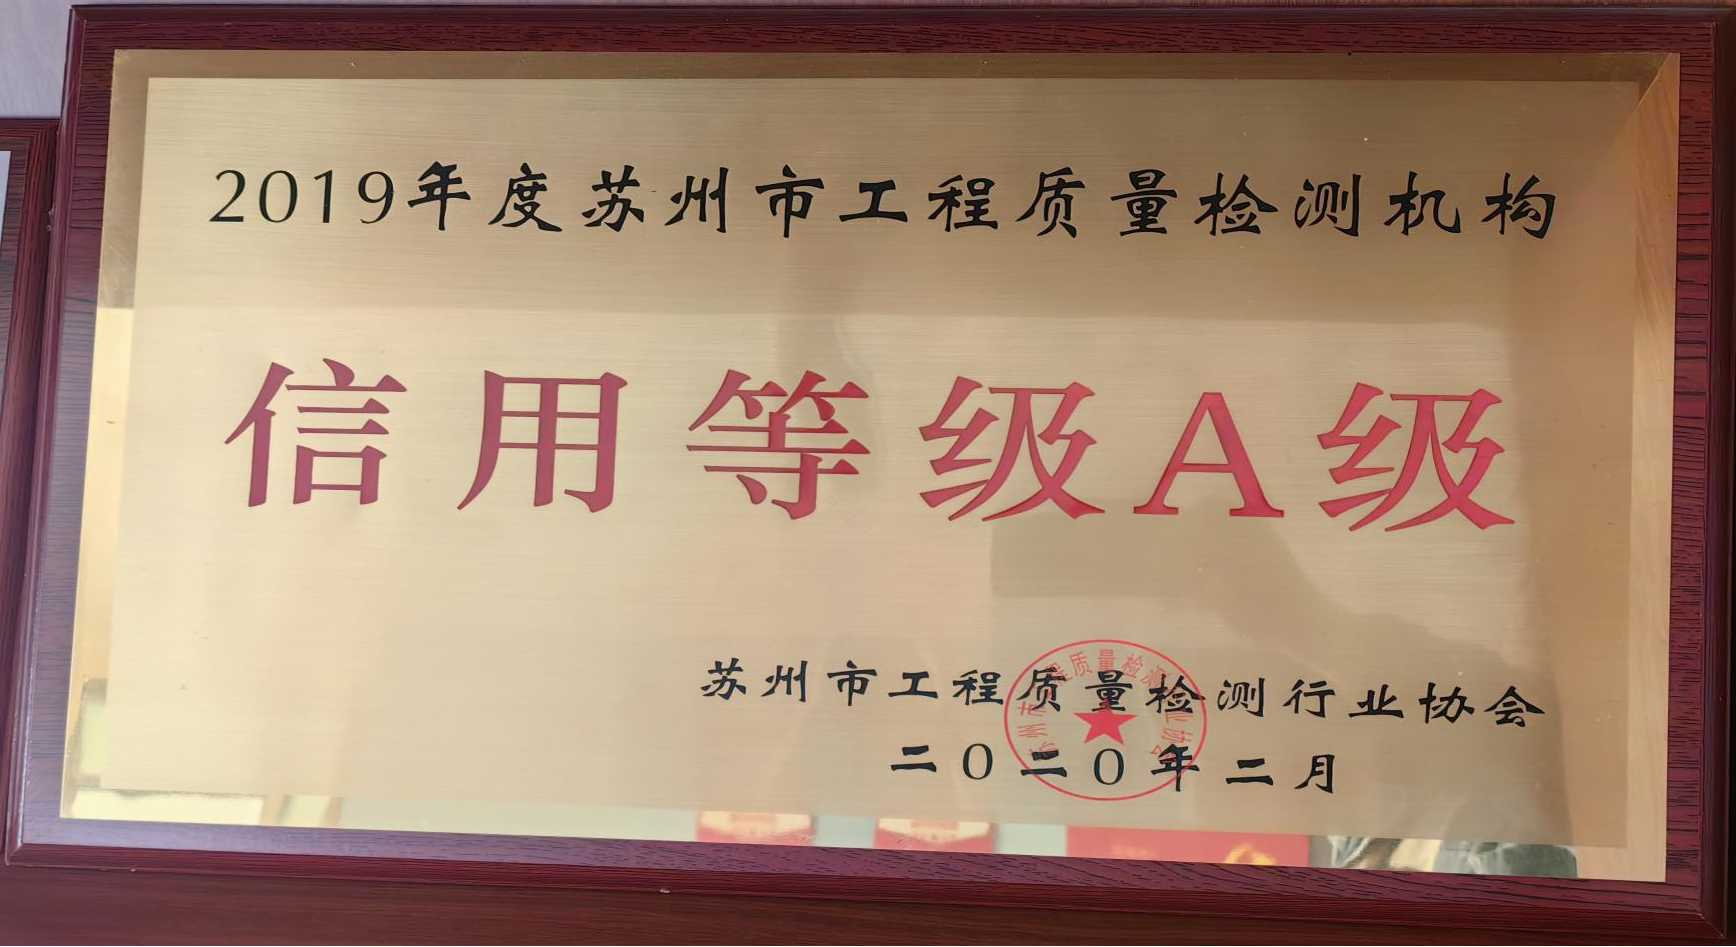 2019年度苏州市工程质量检测机构
信用等级A级
苏州市工程质量检测行业协会
二0二0年二月